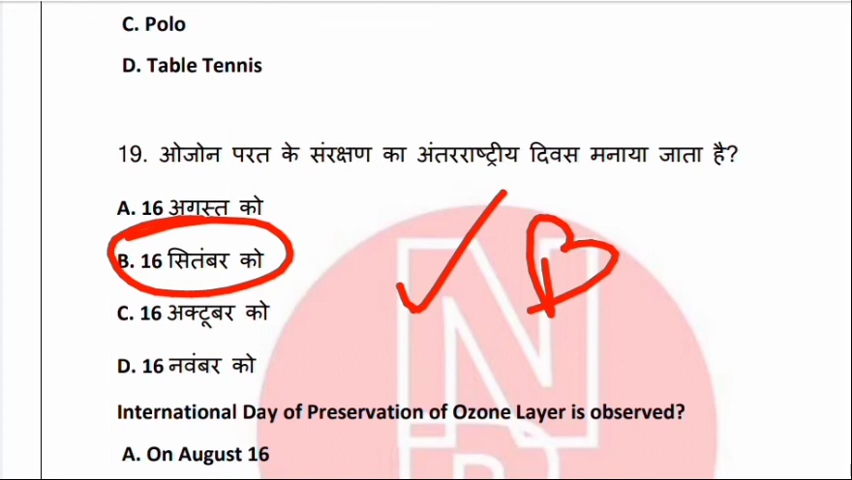 C. Polo
D. Table Tennis
19. ओजोन परत के संरक्षण का अंतरराष्ट्रीय दिवस मनाया जाता है?
A. 16 अगस्त को
B. 16 सितंबर को
B
C. 16 अक्टूबर को
D. 16 नवंबर को
International Day of Preservation of Ozone Layer is observed?
A. On August 16